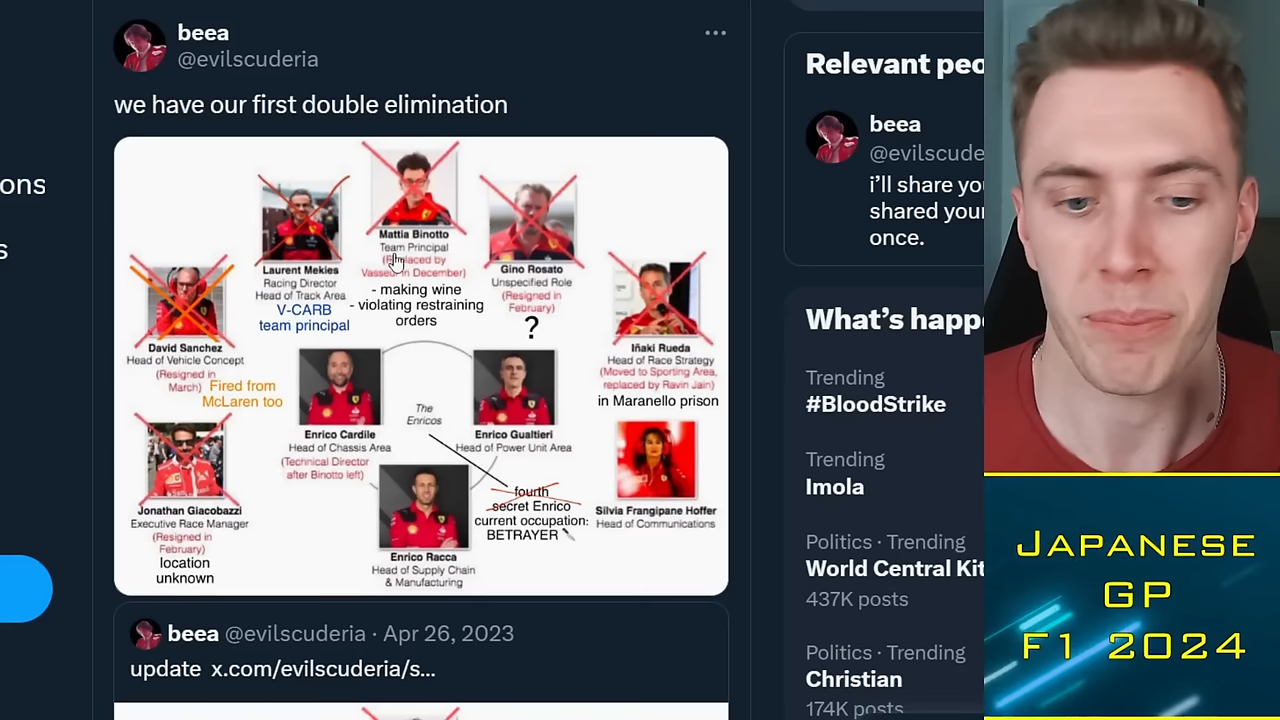 beea
@evilscuderia
we have our first double elimination
Mattia Binotto
Team Principal
Vasseur in December)
- making wine
- violating restraining
orders
Laurent Mekies
Racing Director
Head of Track Area
V-CARB
team principal
Gino Rosato
Unspecified Role
(Resigned in
February)
?
David Sanchez
Head of Vehicle Concept
(Resigned in
March)
Fired from
McLaren too
Iñaki Rueda
Head of Race Strategy
(Moved to Sporting Area,
replaced by Ravin Jain)
in Maranello prison
The
Enricos
Enrico Cardile
Head of Chassis Area
(Technical Director
after Binotto left)
Enrico Gualtieri
Head of Power Unit Area
fourth
secret Enrico
current occupation:
BETRAYER
Jonathan Giacobazzi
Executive Race Manager
(Resigned in
February)
location
unknown
Enrico Racca
Head of Supply Chain
& Manufacturing
Silvia Frangipane Hoffer
Head of Communications
beea @evilscuderia · Apr 26, 2023
update x.com/evilscuderia/s...
ons
s
Relevant peo
beea
@evilscude
i’ll share yo
shared your
once.
What’s happ
Trending
#BloodStrike
Trending
Imola
Politics · Trending
World Central Kit
437K posts
Politics · Trending
Christian
174K posts
JAPANESE
GP
F1 2024